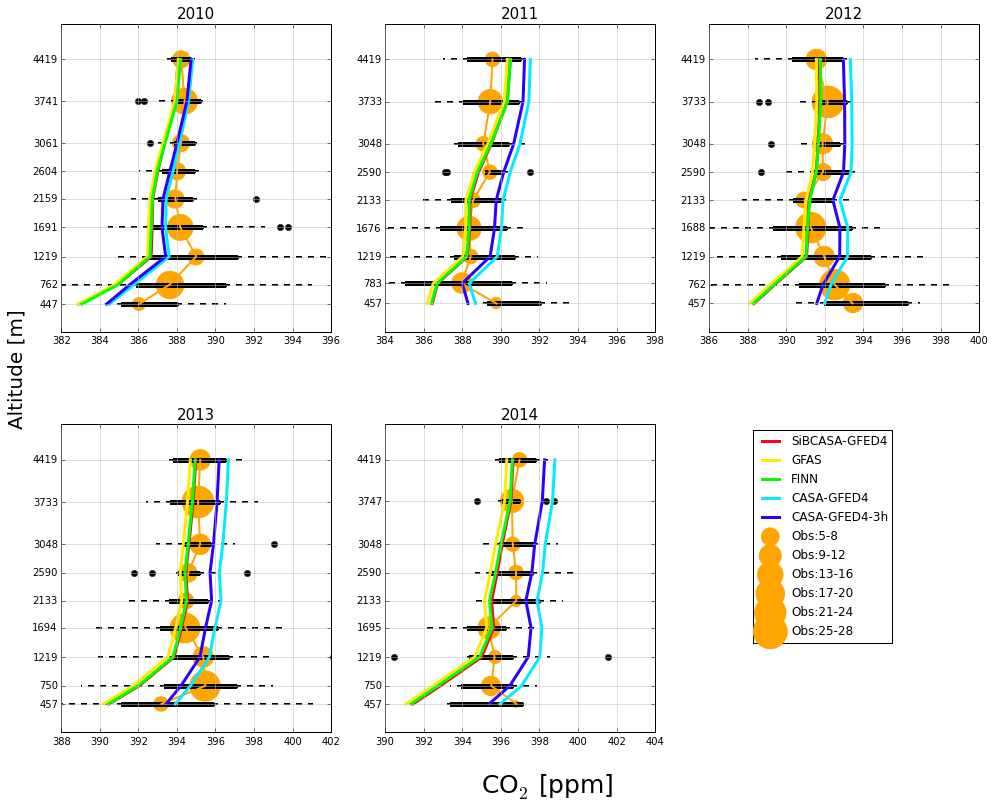 2010 2011 2012
4419 4419 4419
3741 3733 3733
3061 3048 3048
2604 2590 2590
2159 2133 2133
1691 1676 1688
1219 1219 1219
762 783 762
447 457 457
382 384 386 388 390 392 394 396 384 386 388 390 392 394 396 398 386 388 390 392 394 396 398 400
Altitude [m]
2013 2014
4419 4419
3733 3747
3048 3048
2590 2590
2133 2133
1694 1695
1219 1219
750 750
457 457
388 390 392 394 396 398 400 402 390 392 394 396 398 400 402 404
SiBCASA-GFED4
GFAS
FINN
CASA-GFED4
CASA-GFED4-3h
Obs:5-8
Obs:9-12
Obs:13-16
Obs:17-20
Obs:21-24
Obs:25-28
CO₂ [ppm]